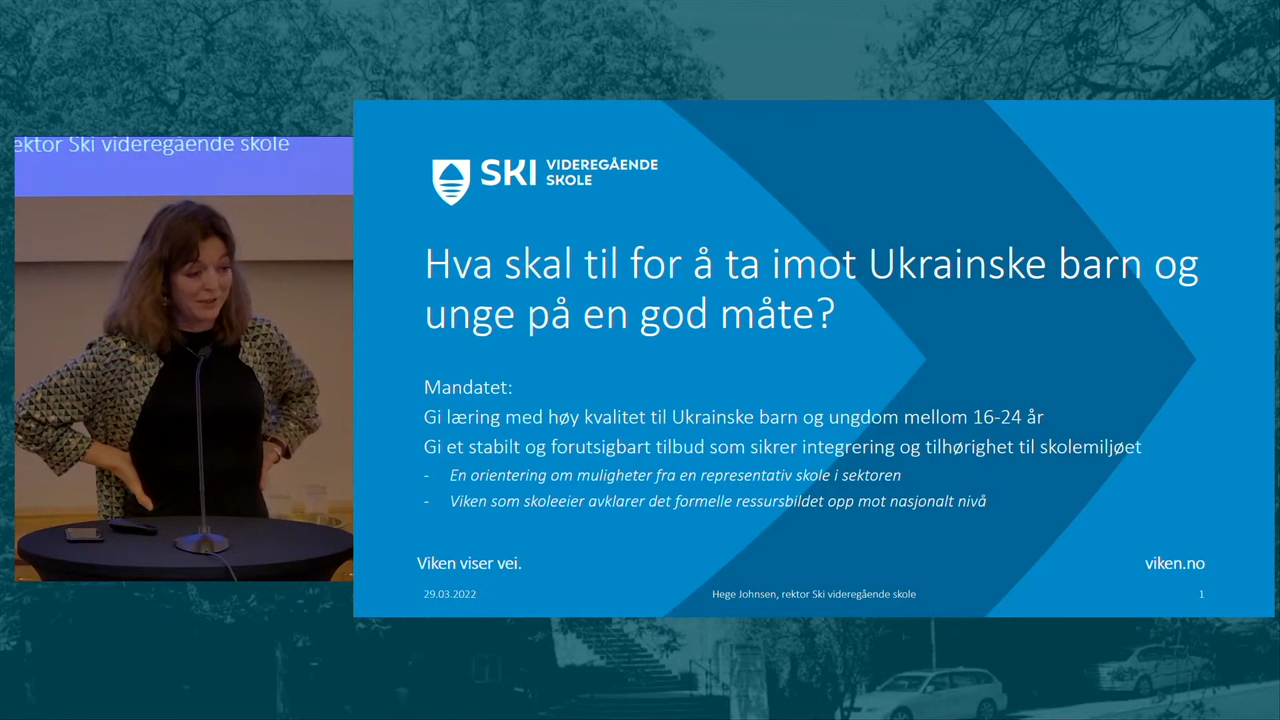 ektor Ski videregående skole
SKI VIDEREGÅENDE
SKOLE
Hva skal til for å ta imot Ukrainske barn og
unge på en god måte?
Mandatet:
Gi læring med høy kvalitet til Ukrainske barn og ungdom mellom 16-24 år
Gi et stabilt og forutsigbart tilbud som sikrer integrering og tilhørighet til skolemiljøet
- En orientering om muligheter fra en representativ skole i sektoren
- Viken som skoleeier avklarer det formelle ressursbildet opp mot nasjonalt nivå
Viken viser vei.
viken.no
29.03.2022
Hege Johnsen, rektor Ski videregående skole
1